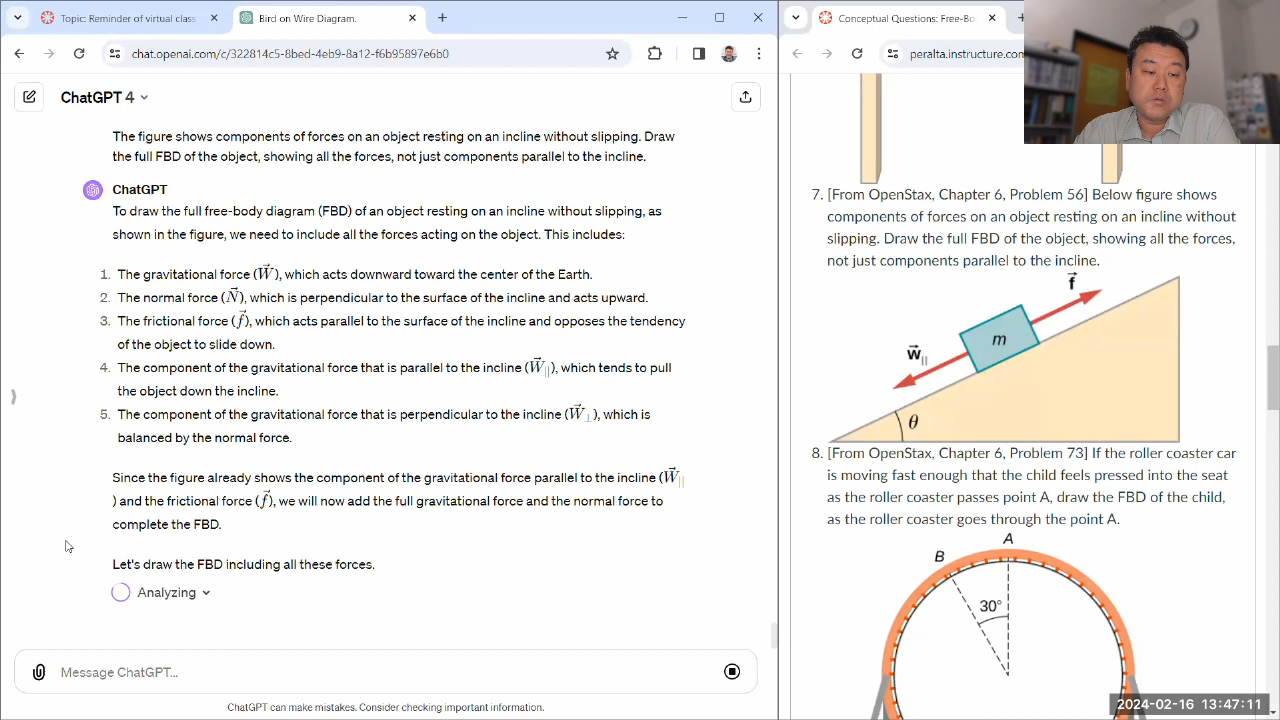 Topic: Reminder of virtual class
Bird on Wire Diagram.
chat.openai.com/c/322814c5-8bed-4eb9-8a12-f6b95897e6b0
ChatGPT 4
The figure shows components of forces on an object resting on an incline without slipping. Draw
the full FBD of the object, showing all the forces, not just components parallel to the incline.
ChatGPT
To draw the full free-body diagram (FBD) of an object resting on an incline without slipping, as
shown in the figure, we need to include all the forces acting on the object. This includes:
1. The gravitational force (W⃗), which acts downward toward the center of the Earth.
2. The normal force (N⃗), which is perpendicular to the surface of the incline and acts upward.
3. The frictional force (f⃗), which acts parallel to the surface of the incline and opposes the tendency
of the object to slide down.
4. The component of the gravitational force that is parallel to the incline (W⃗||), which tends to pull
the object down the incline.
5. The component of the gravitational force that is perpendicular to the incline (W⃗⊥), which is
balanced by the normal force.
Since the figure already shows the component of the gravitational force parallel to the incline (W⃗||
) and the frictional force (f⃗), we will now add the full gravitational force and the normal force to
complete the FBD.
Let's draw the FBD including all these forces.
Analyzing
Message ChatGPT...
ChatGPT can make mistakes. Consider checking important information.
Conceptual Questions: Free-Bo
peralta.instructure.com
7. [From OpenStax, Chapter 6, Problem 56] Below figure shows
components of forces on an object resting on an incline without
slipping. Draw the full FBD of the object, showing all the forces,
not just components parallel to the incline.
f⃗
m
w⃗||
θ
8. [From OpenStax, Chapter 6, Problem 73] If the roller coaster car
is moving fast enough that the child feels pressed into the seat
as the roller coaster passes point A, draw the FBD of the child,
as the roller coaster goes through the point A.
A
B
30°
2024-02-16 13:47:11